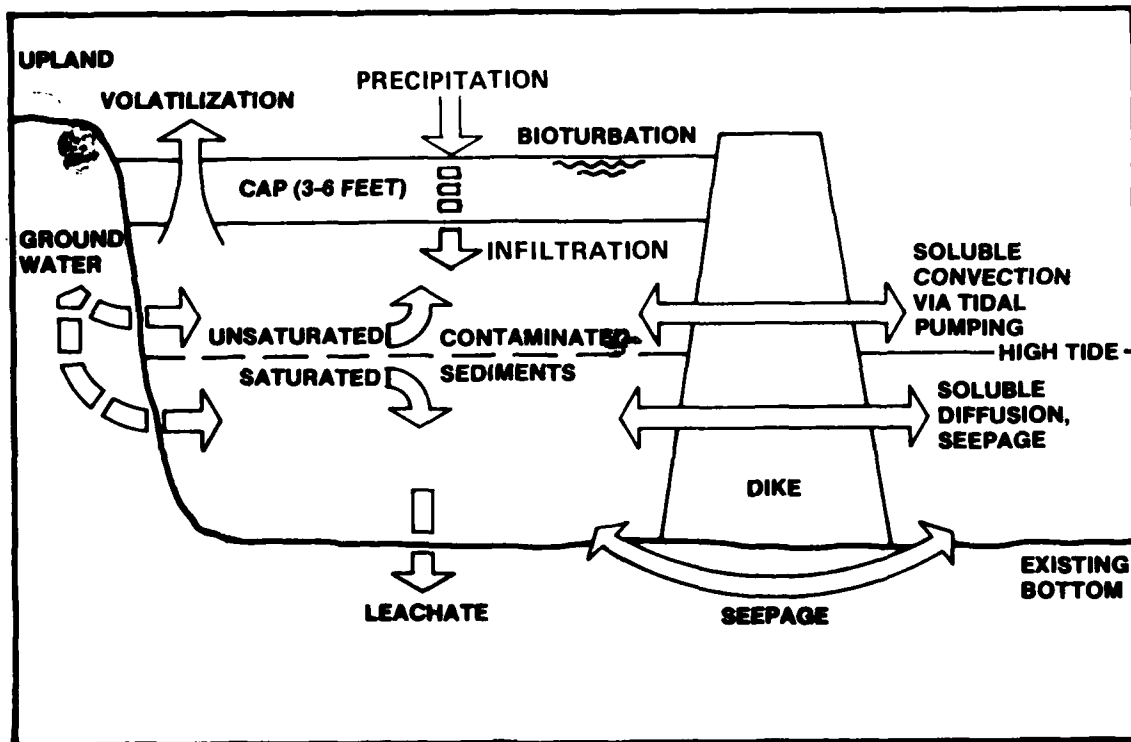 UPLAND
VOLATILIZATION
PRECIPITATION
BIOTURBATION
CAP (3-6 FEET)
GROUND
WATER
INFILTRATION
SOLUBLE
CONVECTION
VIA TIDAL
PUMPING
UNSATURATED
SATURATED
CONTAMINATED
SEDIMENTS
HIGH TIDE
SOLUBLE
DIFFUSION,
SEEPAGE
DIKE
EXISTING
BOTTOM
LEACHATE
SEEPAGE